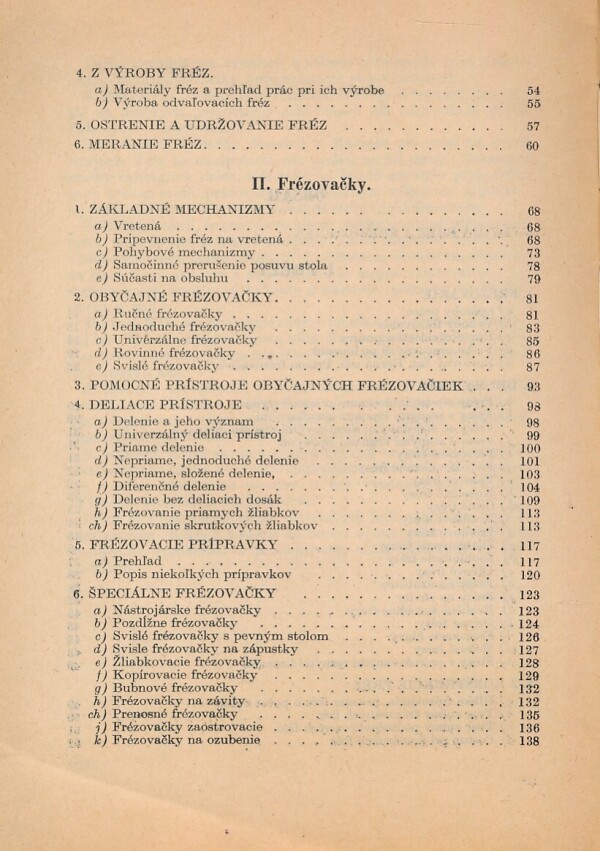 4. Z VÝROBY FRÉZ.
a) Materiály fréz a prehľad prác pri ich výrobe . . . . . . . . 54
b) Výroba odvaľovacích fréz . . . . . . . . . . . . . . . 55
5. OSTRENIE A UDRŽOVANIE FRÉZ . . . . . . . . . . . 57
6. MERANIE FRÉZ. . . . . . . . . . . . . . . . . . . 60
II. Frézovačky.
1. ZÁKLADNÉ MECHANIZMY . . . . . . . . . . . . . . 68
a) Vretená . . . . . . . . . . . . . . . . . . . . . 68
b) Pripevnenie fréz na vretená . . . . . . . . . . . . . . 68
c) Pohybové mechanizmy . . . . . . . . . . . . . . . . 73
d) Samočinné prerušenie posuvu stola . . . . . . . . . . . . 78
e) Súčasti na obsluhu . . . . . . . . . . . . . . . . . 79
2. OBYČAJNÉ FRÉZOVAČKY. . . . . . . . . . . . . . . 81
a) Ručné frézovačky . . . . . . . . . . . . . . . . . . 81
b) Jednoduché frézovačky . . . . . . . . . . . . . . . . 83
c) Univerzálne frézovačky . . . . . . . . . . . . . . . . 85
d) Rovinné frézovačky . . . . . . . . . . . . . . . . . 86
e) Svislé frézovačky . . . . . . . . . . . . . . . . . . 87
3. POMOCNÉ PRÍSTROJE OBYČAJNÝCH FRÉZOVAČIEK . . . 93
4. DELIACE PRÍSTROJE . . . . . . . . . . . . . . . . 98
a) Delenie a jeho význam . . . . . . . . . . . . . . . . 98
b) Univerzálný deliaci prístroj . . . . . . . . . . . . . . 99
c) Priame delenie . . . . . . . . . . . . . . . . . . . 100
d) Nepriame, jednoduché delenie . . . . . . . . . . . . . 101
e) Nepriame, složené delenie, . . . . . . . . . . . . . . 103
f) Diferenčné delenie . . . . . . . . . . . . . . . . . 104
g) Delenie bez deliacich dosák . . . . . . . . . . . . . . 109
h) Frézovanie priamych žliabkov . . . . . . . . . . . . . 113
ch) Frézovanie skrutkových žliabkov . . . . . . . . . . . . 113
5. FRÉZOVACIE PRÍPRAVKY . . . . . . . . . . . . . . 117
a) Prehľad . . . . . . . . . . . . . . . . . . . . . 117
b) Popis niekoľkých prípravkov . . . . . . . . . . . . . . 120
6. ŠPECIÁLNE FRÉZOVAČKY . . . . . . . . . . . . . . 123
a) Nástrojárske frézovačky . . . . . . . . . . . . . . . 123
b) Pozdĺžne frézovačky . . . . . . . . . . . . . . . . . 124
c) Svislé frézovačky s pevným stolom . . . . . . . . . . . . 126
d) Svisle frézovačky na zápustky . . . . . . . . . . . . . 127
e) Žliabkovacie frézovačky . . . . . . . . . . . . . . . 128
f) Kopírovacie frézovačky . . . . . . . . . . . . . . . . 129
g) Bubnové frézovačky . . . . . . . . . . . . . . . . . 132
h) Frézovačky na závity . . . . . . . . . . . . . . . . 132
ch) Prenosné frézovačky . . . . . . . . . . . . . . . . 135
j) Frézovačky zaostrovacie . . . . . . . . . . . . . . . 136
k) Frézovačky na ozubenie . . . . . . . . . . . . . . . 138